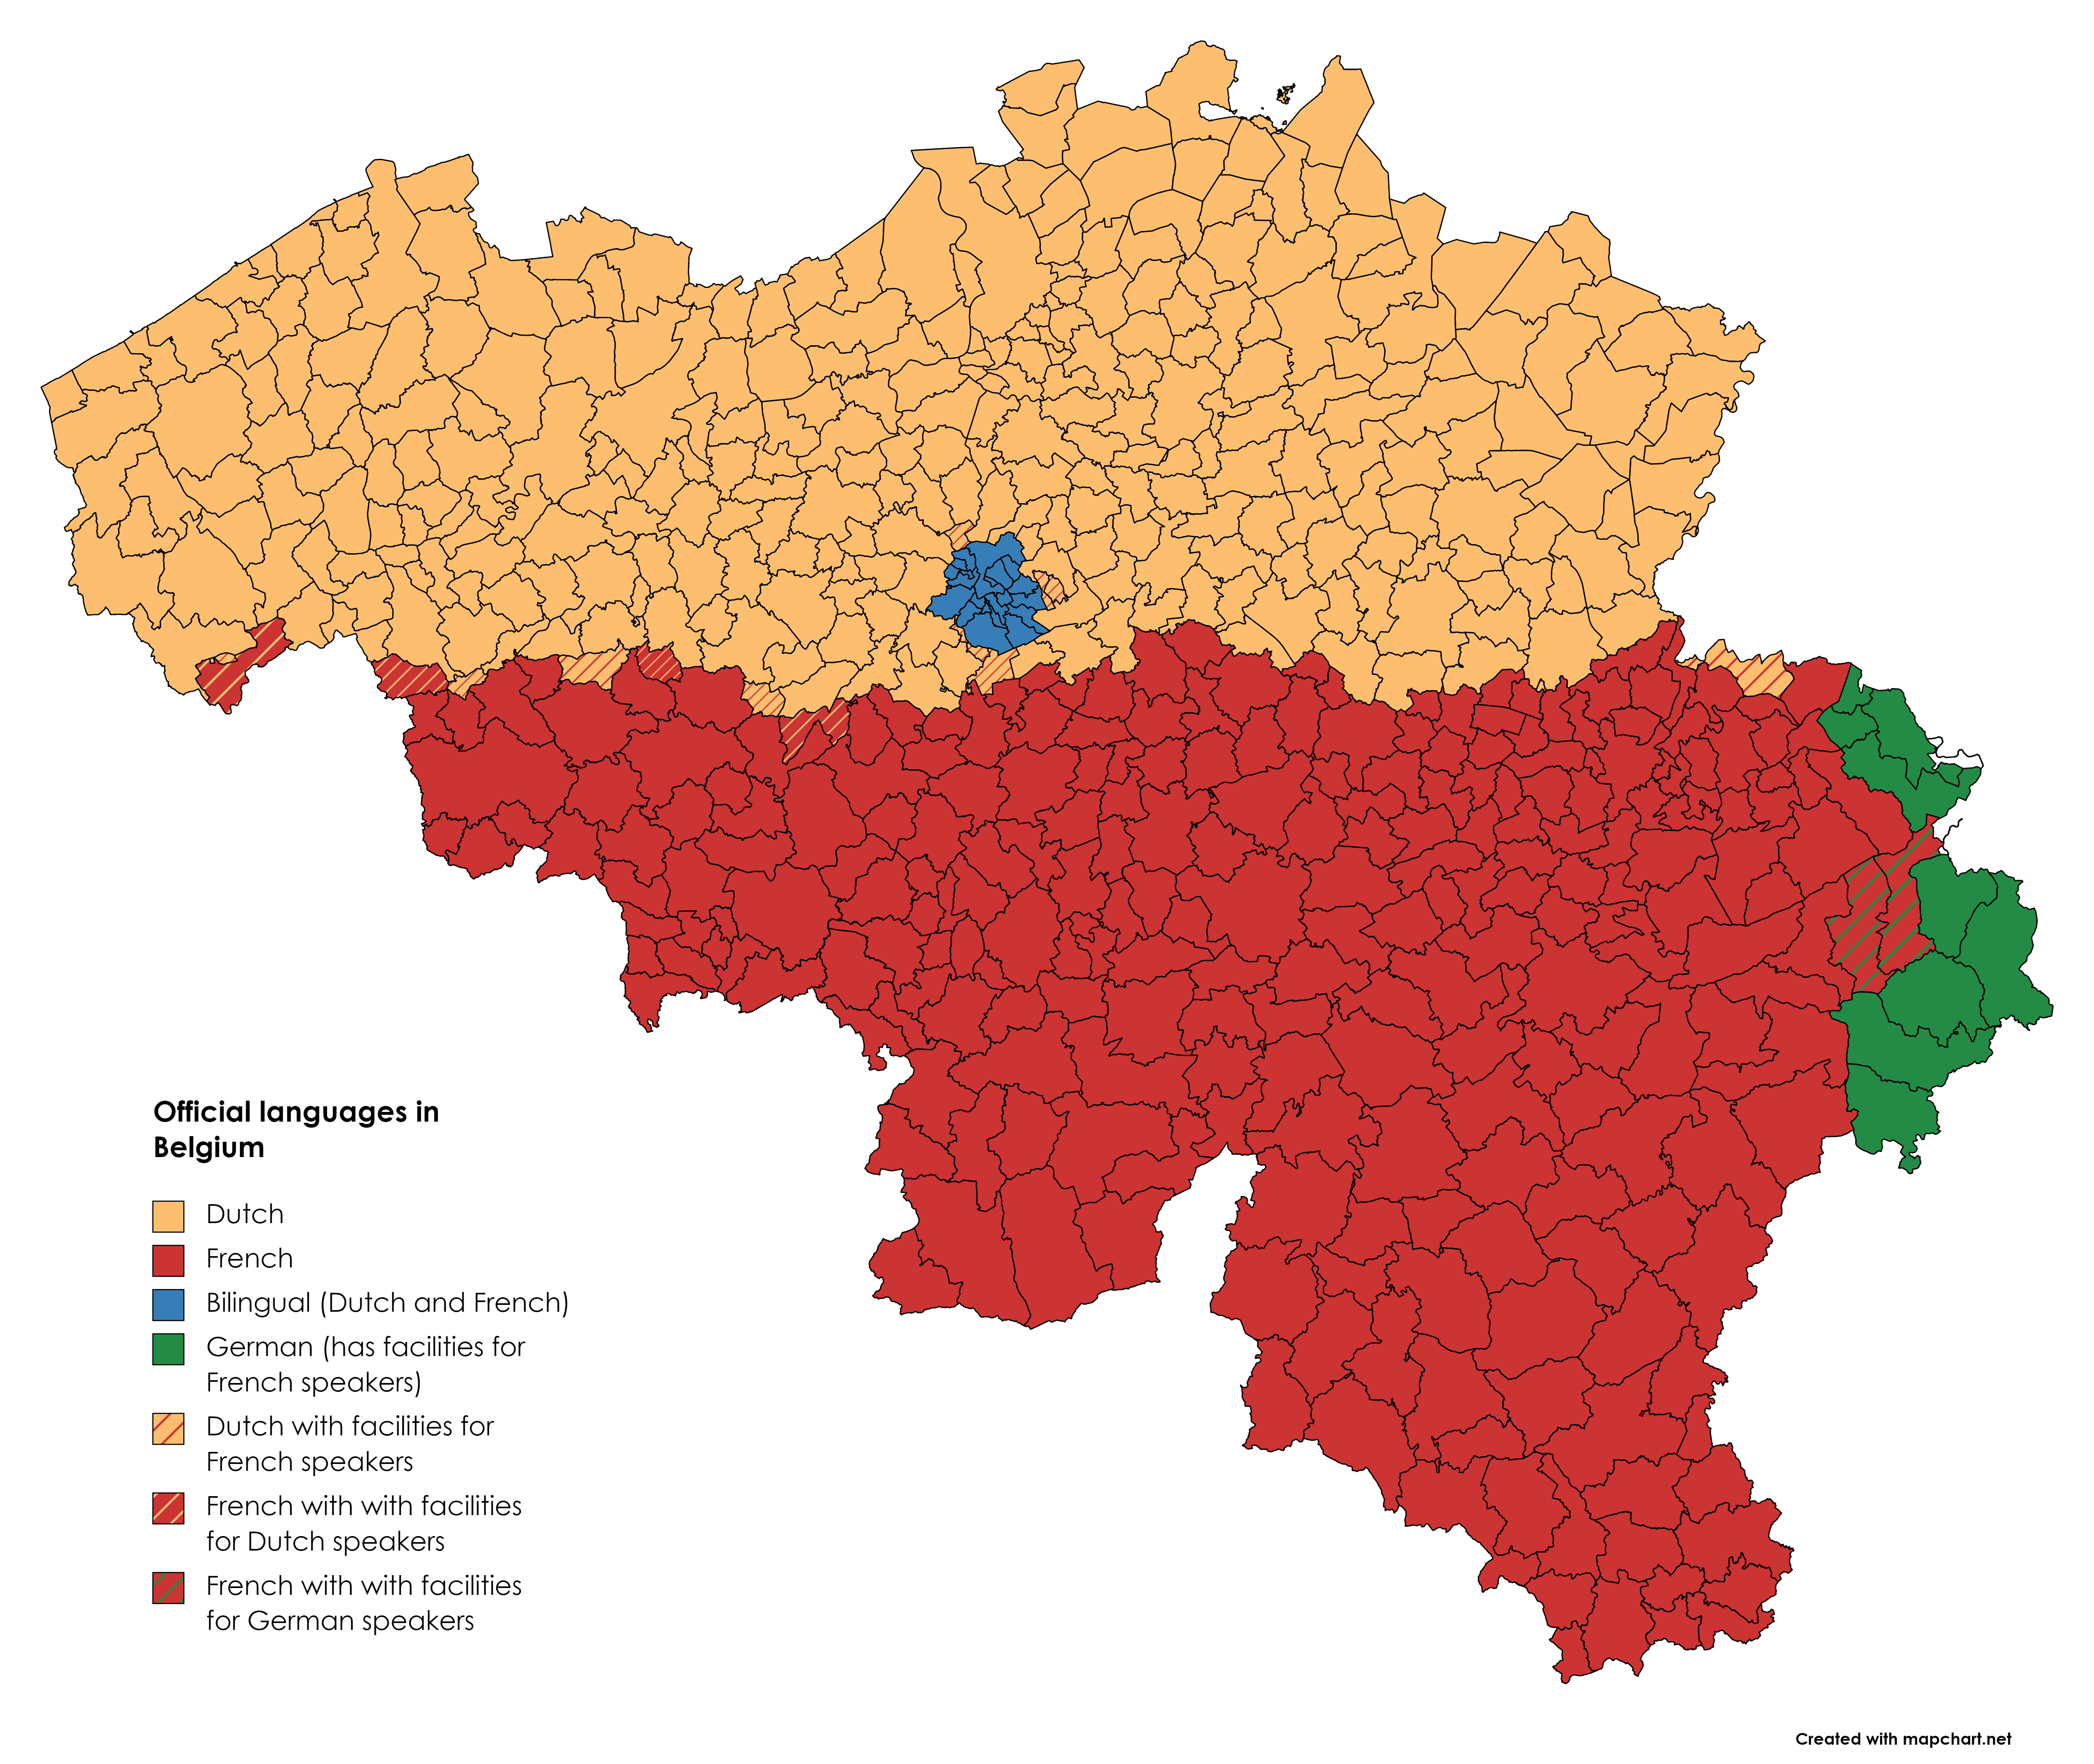 Official languages in
Belgium
Dutch
French
Bilingual (Dutch and French)
German (has facilities for
French speakers)
Dutch with facilities for
French speakers
French with with facilities
for Dutch speakers
French with with facilities
for German speakers
Created with mapchart.net